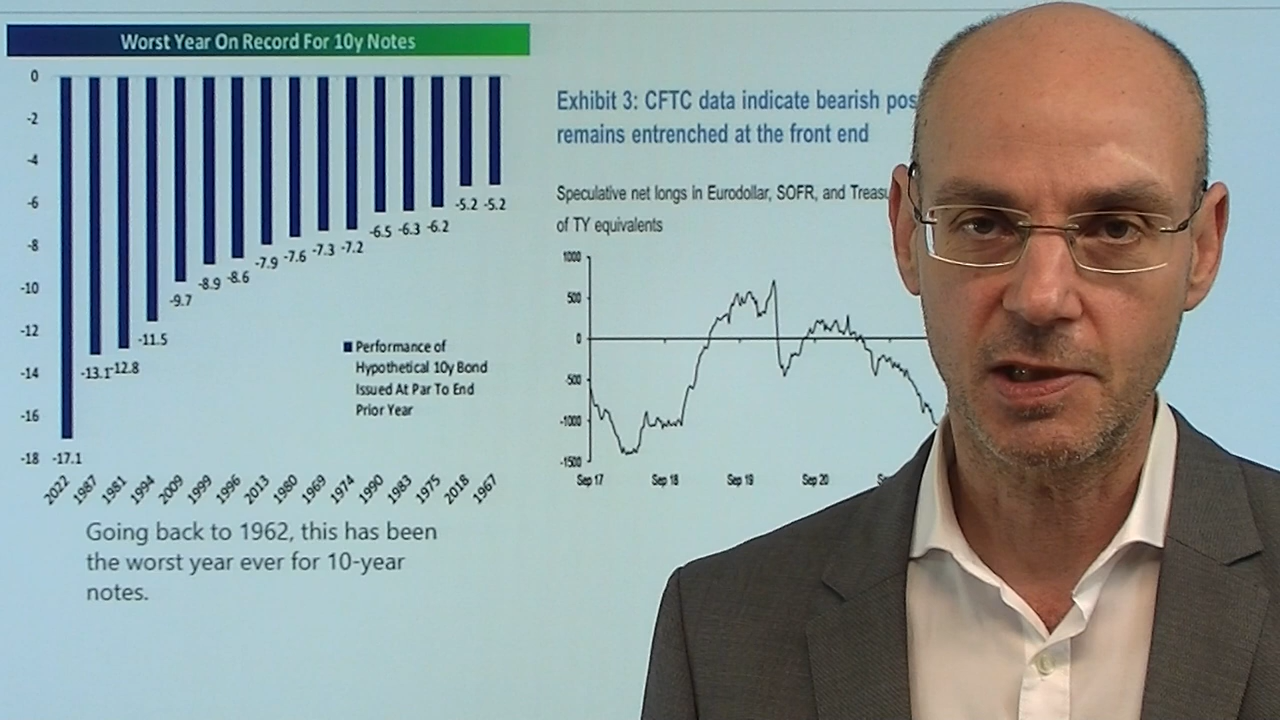 Worst Year On Record For 10y Notes
0
-2
-4
-6
-8
-10
-12
-14
-16
-18
-17.1
-13.1
-12.8
-11.5
-9.7
-8.9
-8.6
-7.9
-7.6
-7.3
-7.2
-6.5
-6.3
-6.2
-5.2
-5.2
Performance of
Hypothetical 10y Bond
Issued At Par To End
Prior Year
2022 1987 1981 1994 2009 1999 1996 2013 1980 1969 1974 1990 1983 1975 2018 1967
Going back to 1962, this has been
the worst year ever for 10-year
notes.
Exhibit 3: CFTC data indicate bearish
remains entrenched at the front end
Speculative net longs in Eurodollar, SOFR, and
of TY equivalents
1000
500
0
-500
-1000
-1500
Sep 17 Sep 18 Sep 19 Sep 20